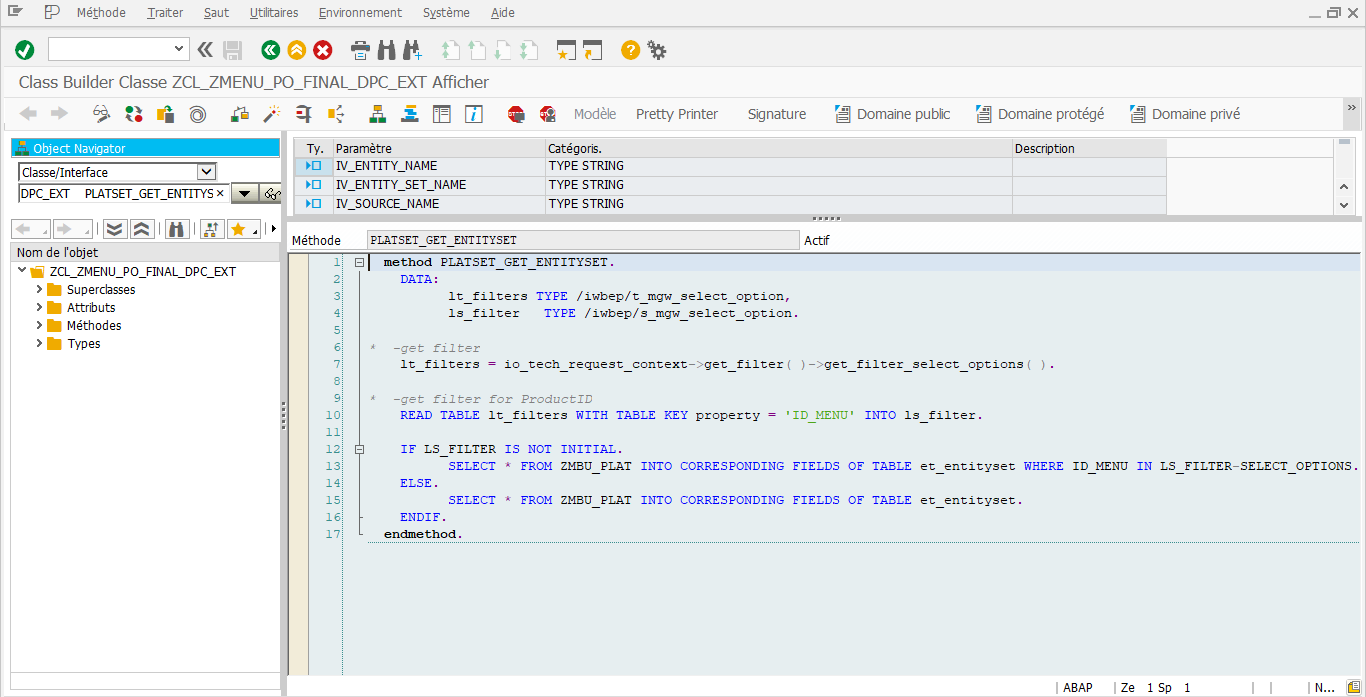 Méthode Traiter Saut Utilitaires Environnement Système Aide
Class Builder Classe ZCL_ZMENU_PO_FINAL_DPC_EXT Afficher
Modèle Pretty Printer Signature Domaine public Domaine protégé Domaine privé
Object Navigator
Classe/Interface
DPC_EXT PLATSET_GET_ENTITYS
Nom de l'objet
ZCL_ZMENU_PO_FINAL_DPC_EXT
Superclasses
Attributs
Méthodes
Types
Ty. Paramètre Catégoris. Description
IV_ENTITY_NAME TYPE STRING
IV_ENTITY_SET_NAME TYPE STRING
IV_SOURCE_NAME TYPE STRING
Méthode PLATSET_GET_ENTITYSET Actif
1 method PLATSET_GET_ENTITYSET.
2 DATA:
3 lt_filters TYPE /iwbep/t_mgw_select_option,
4 ls_filter TYPE /iwbep/s_mgw_select_option.
5
6 * -get filter
7 lt_filters = io_tech_request_context->get_filter( )->get_filter_select_options( ).
8
9 * -get filter for ProductID
10 READ TABLE lt_filters WITH TABLE KEY property = 'ID_MENU' INTO ls_filter.
11
12 IF LS_FILTER IS NOT INITIAL.
13 SELECT * FROM ZMBU_PLAT INTO CORRESPONDING FIELDS OF TABLE et_entityset WHERE ID_MENU IN LS_FILTER-SELECT_OPTIONS.
14 ELSE.
15 SELECT * FROM ZMBU_PLAT INTO CORRESPONDING FIELDS OF TABLE et_entityset.
16 ENDIF.
17 endmethod.
ABAP Ze 1 Sp 1 N...